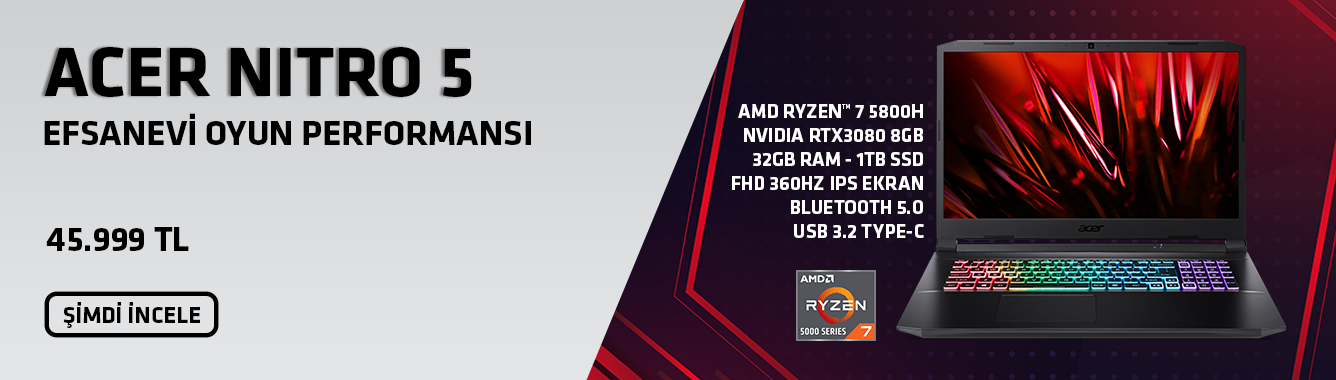 ACER NITRO 5
EFSANEVİ OYUN PERFORMANSI
45.999 TL
ŞİMDİ İNCELE
AMD RYZEN™ 7 5800H
NVIDIA RTX3080 8GB
32GB RAM - 1TB SSD
FHD 360HZ IPS EKRAN
BLUETOOTH 5.0
USB 3.2 TYPE-C
AMD
RYZEN
5000 SERIES 7
acer